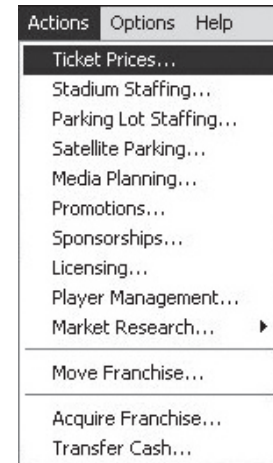 Actions Options Help
Ticket Prices...
Stadium Staffing...
Parking Lot Staffing...
Satellite Parking...
Media Planning...
Promotions...
Sponsorships...
Licensing...
Player Management...
Market Research...
Move Franchise...
Acquire Franchise...
Transfer Cash...